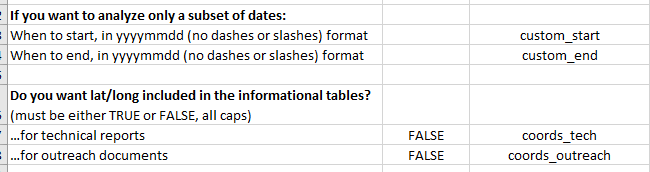 If you want to analyze only a subset of dates:
When to start, in yyyymmdd (no dashes or slashes) format custom_start
When to end, in yyyymmdd (no dashes or slashes) format custom_end
Do you want lat/long included in the informational tables?
(must be either TRUE or FALSE, all caps)
...for technical reports FALSE coords_tech
...for outreach documents FALSE coords_outreach